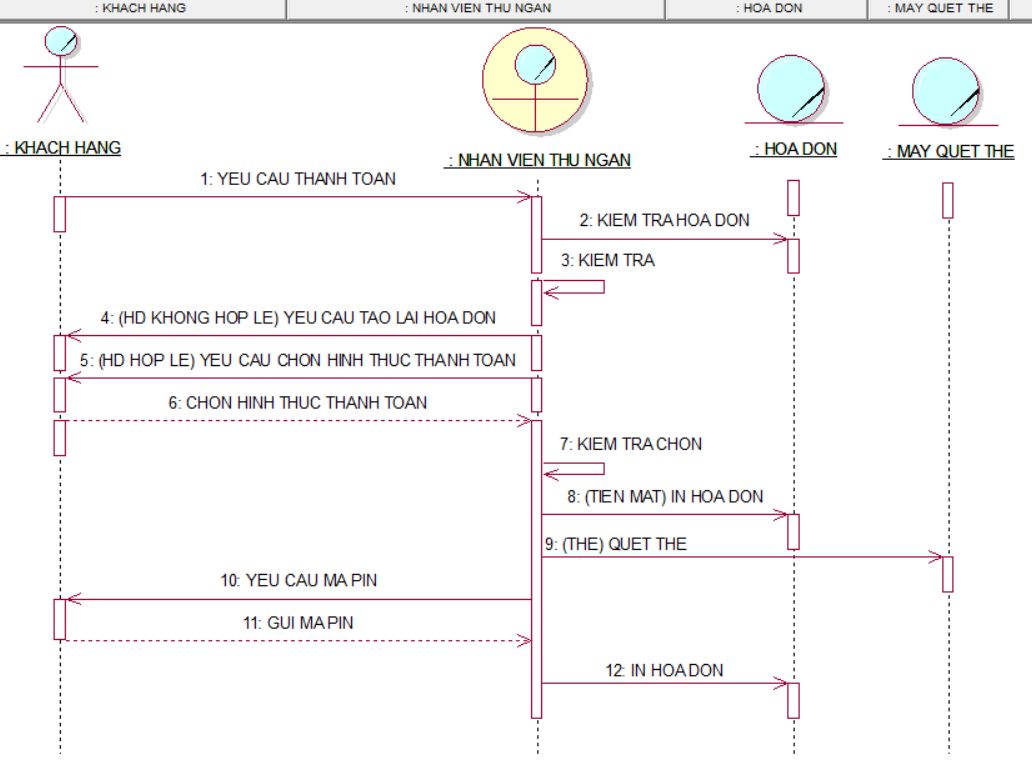 : KHACH HANG
: NHAN VIEN THU NGAN
: HOA DON
: MAY QUET THE
: KHACH HANG
: NHAN VIEN THU NGAN
: HOA DON
: MAY QUET THE
1: YEU CAU THANH TOAN
2: KIEM TRA HOA DON
3: KIEM TRA
4: (HD KHONG HOP LE) YEU CAU TAO LAI HOA DON
5: (HD HOP LE) YEU CAU CHON HINH THUC THANH TOAN
6: CHON HINH THUC THANH TOAN
7: KIEM TRA CHON
8: (TIEN MAT) IN HOA DON
9: (THE) QUET THE
10: YEU CAU MA PIN
11: GUI MA PIN
12: IN HOA DON